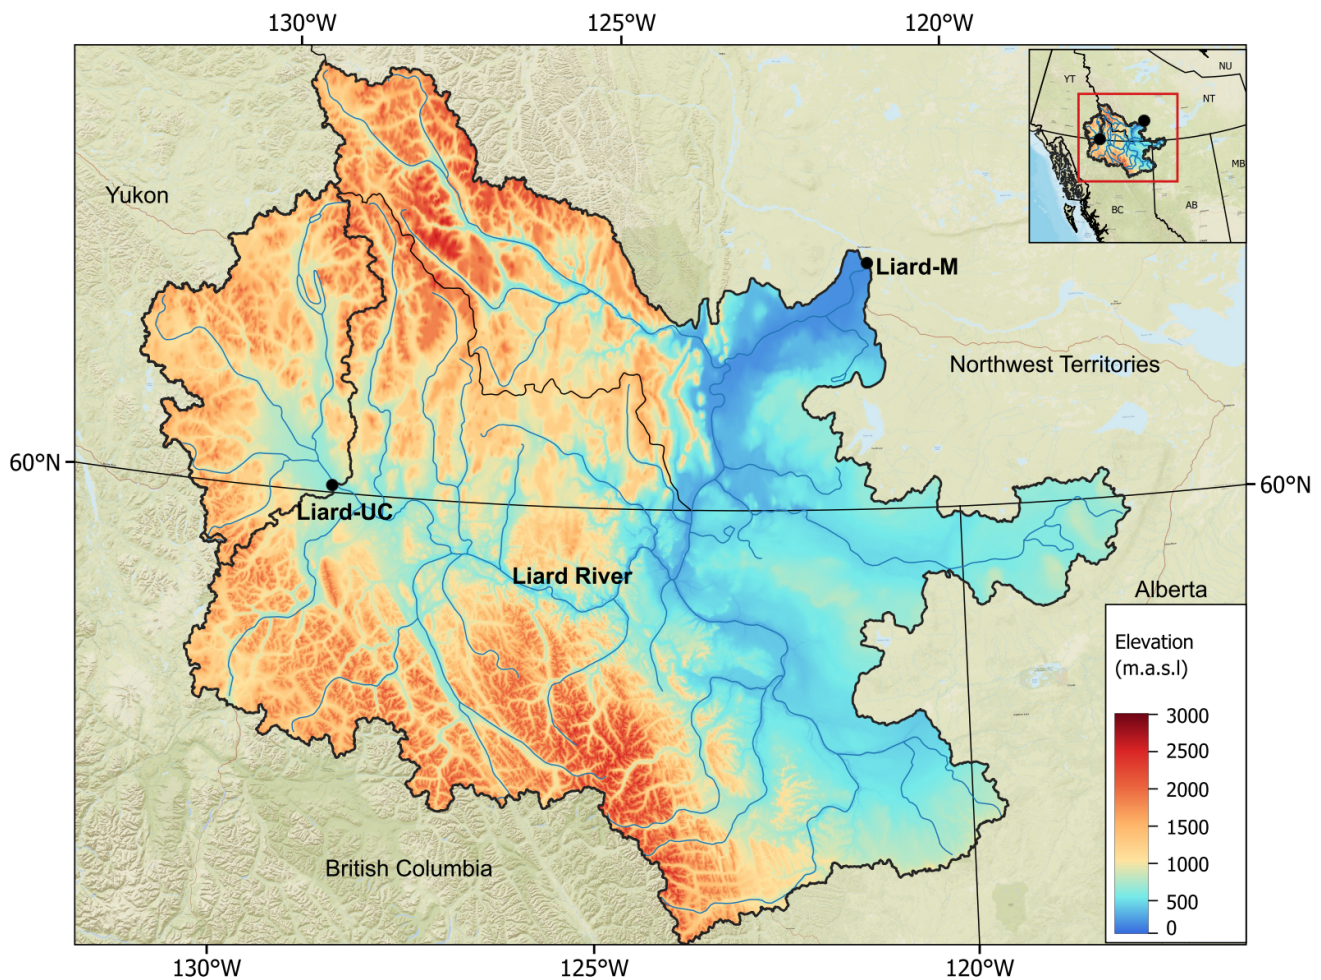 130°W
125°W
120°W
YT
NU
NT
MB
BC
AB
Yukon
Liard-M
Northwest Territories
60°N
60°N
Liard-UC
Liard River
Alberta
Elevation
(m.a.s.l)
3000
2500
2000
1500
1000
500
0
British Columbia
130°W
125°W
120°W